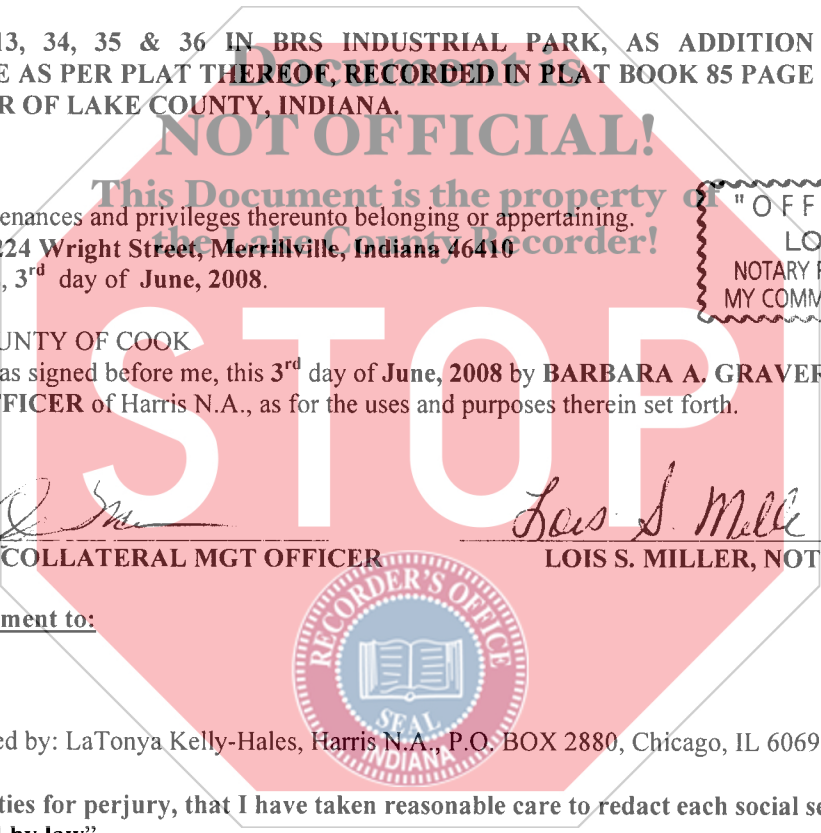 13, 34, 35 & 36 IN BRS INDUSTRIAL PARK, AS ADDITION
E AS PER PLAT THEREOF, RECORDED IN PLAT BOOK 85 PAGE
R OF LAKE COUNTY, INDIANA.
Document is
NOT OFFICIAL!
This Document is the property of
the Lake County Recorder!
enances and privileges thereunto belonging or appertaining.
224 Wright Street, Merrillville, Indiana 46410
, 3rd day of June, 2008.
"OFF
LO
NOTARY P
MY COMM
STOP
UNTY OF COOK
as signed before me, this 3rd day of June, 2008 by BARBARA A. GRAVER
FFICER of Harris N.A., as for the uses and purposes therein set forth.
Lois S. Mille
COLLATERAL MGT OFFICER
LOIS S. MILLER, NOT
ment to:
RECORDER'S OFFICE
SEAL
INDIANA
ed by: LaTonya Kelly-Hales, Harris N.A., P.O. BOX 2880, Chicago, IL 6069
ties for perjury, that I have taken reasonable care to redact each social se
d by law"